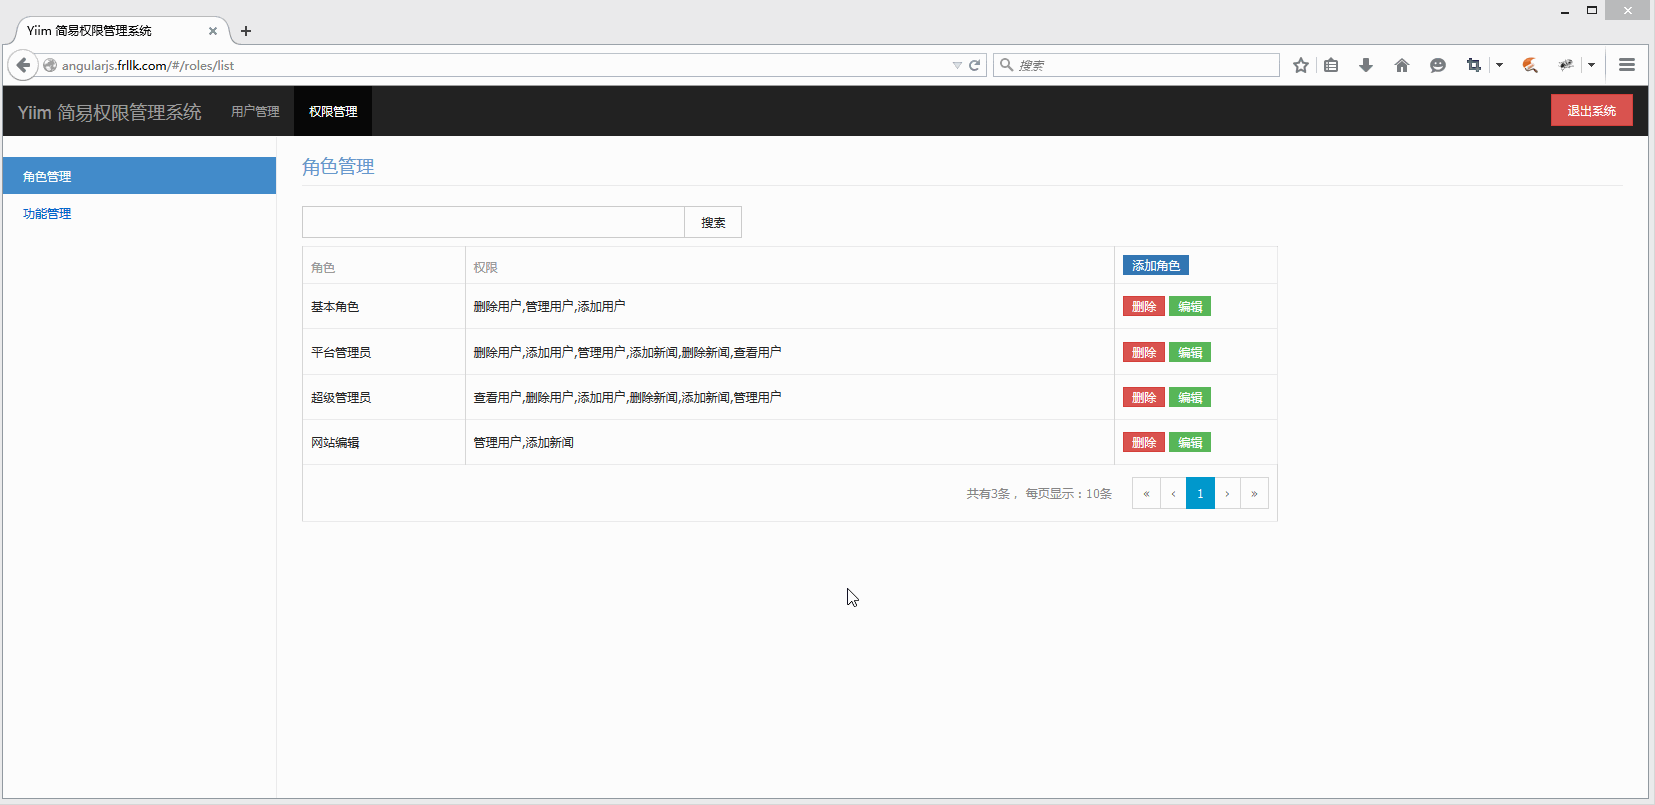 Yiim 简易权限管理系统
angularjs.frllk.com/#/roles/list
搜索
Yiim 简易权限管理系统 用户管理 权限管理 退出系统
角色管理
功能管理
角色管理
搜索
角色 权限 添加角色
基本角色 删除用户,管理用户,添加用户 删除 编辑
平台管理员 删除用户,添加用户,管理用户,添加新闻,删除新闻,查看用户 删除 编辑
超级管理员 查看用户,删除用户,添加用户,删除新闻,添加新闻,管理用户 删除 编辑
网站编辑 管理用户,添加新闻 删除 编辑
共有3条， 每页显示：10条 « ‹ 1 › »